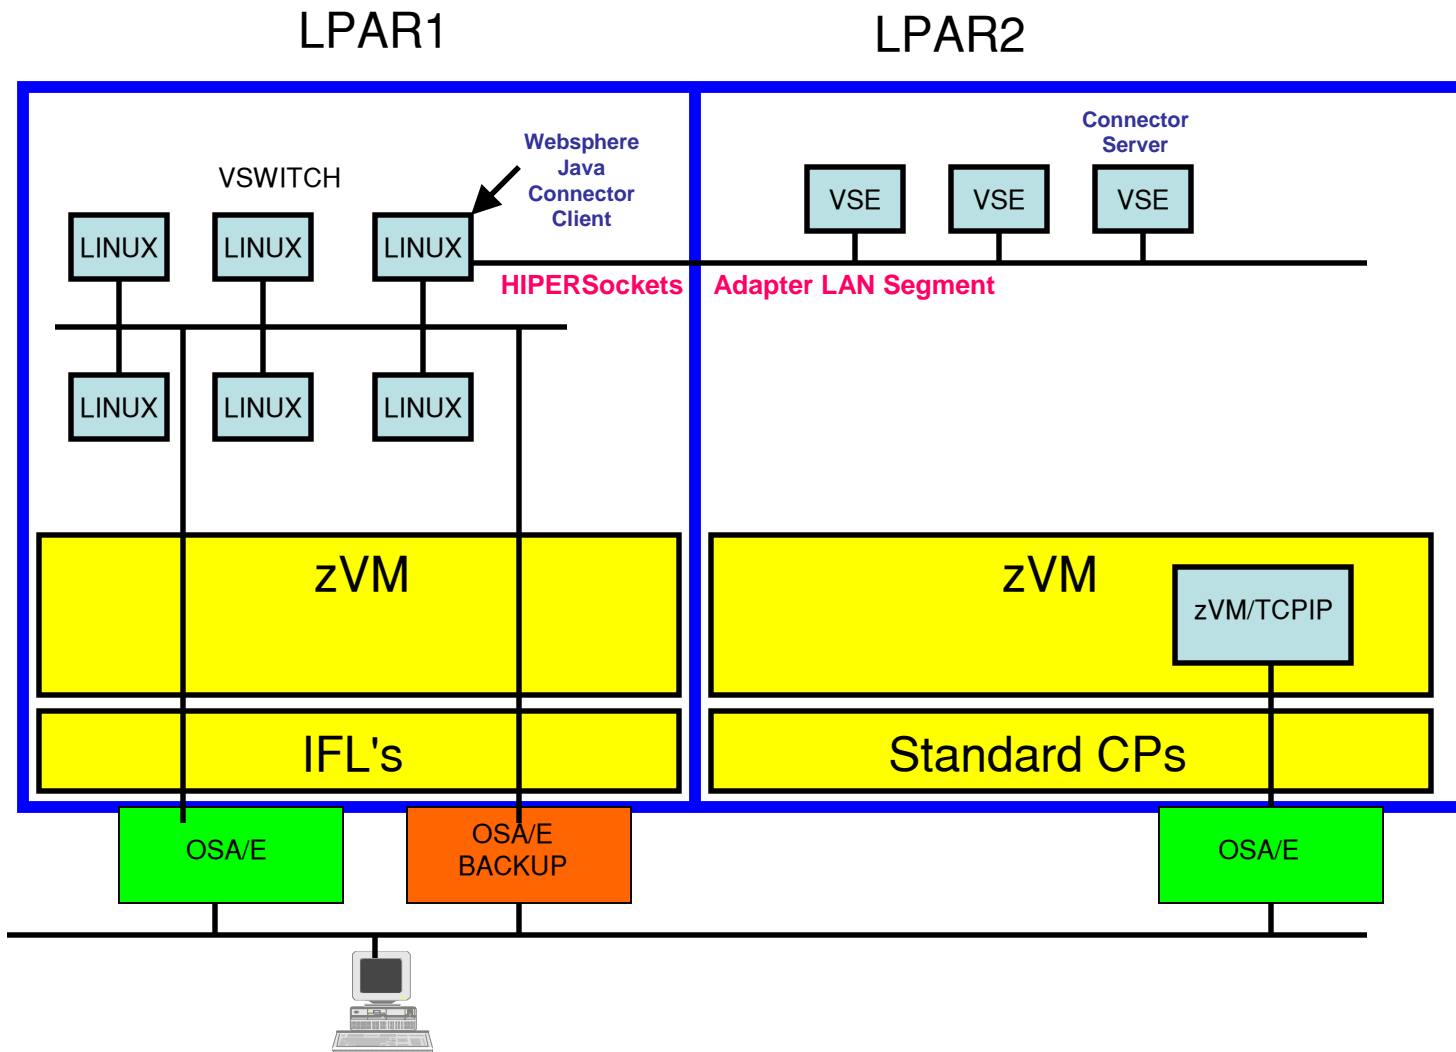 LPAR1
LPAR2
Websphere
Java
Connector
Client
Connector
Server
VSWITCH
VSE
VSE
VSE
LINUX
LINUX
LINUX
HIPERSockets
Adapter LAN Segment
LINUX
LINUX
LINUX
zVM
zVM
zVM/TCPIP
IFL's
Standard CPs
OSA/E
OSA/E
BACKUP
OSA/E